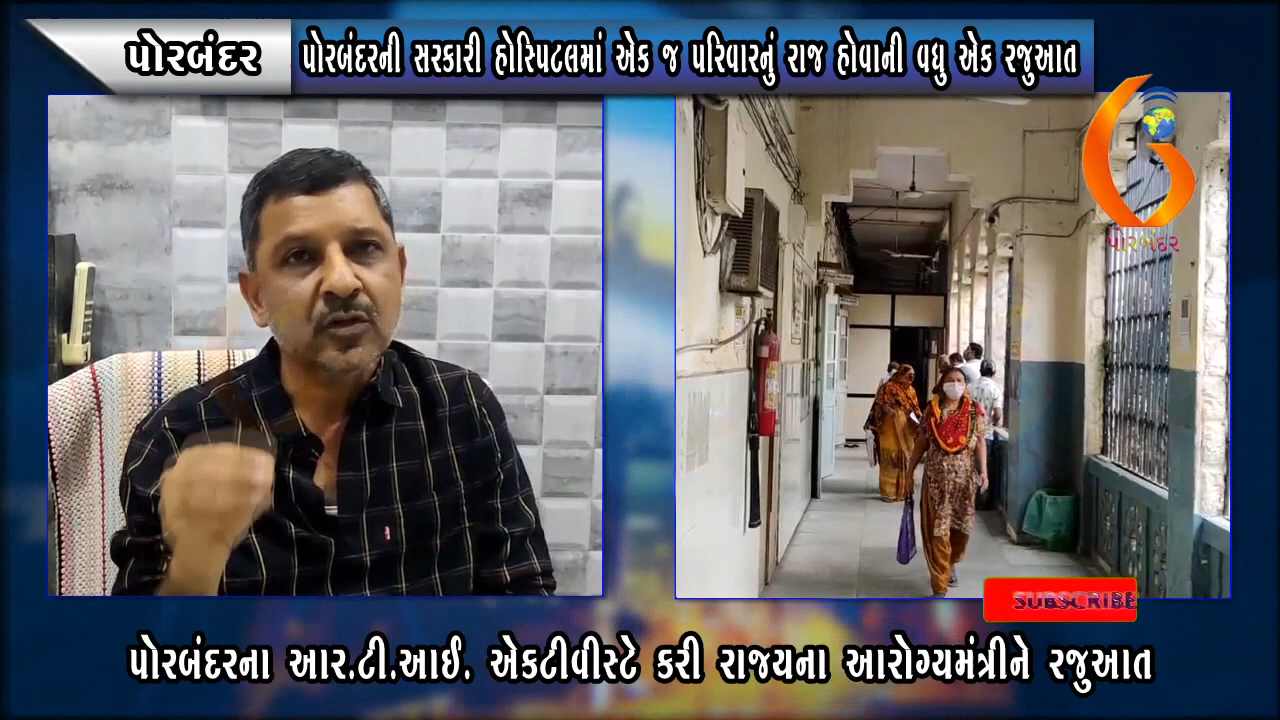 પોરબંદર
પોરબંદરની સરકારી હોસ્પિટલમાં એક જ પરિવારનું રાજ હોવાની વધુ એક રજુઆત
પોરબંદર
SUBSCRIBE
પોરબંદરના આર.ટી.આઈ. એકટીવીસ્ટે કરી રાજયના આરોગ્યમંત્રીને રજુઆત